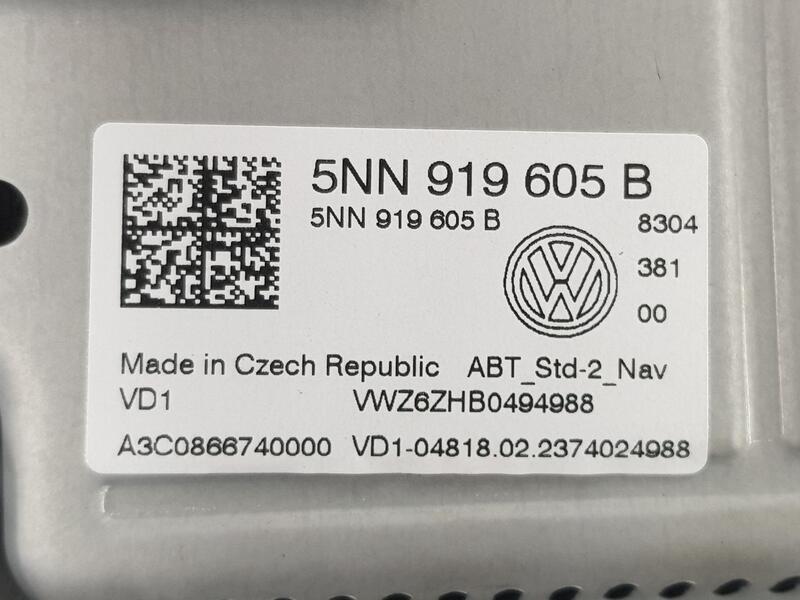 5NN 919 605 B
5NN 919 605 B
8304
381
00
Made in Czech Republic ABT_Std-2_Nav
VD1 VWZ6ZHB0494988
A3C0866740000 VD1-04818.02.2374024988